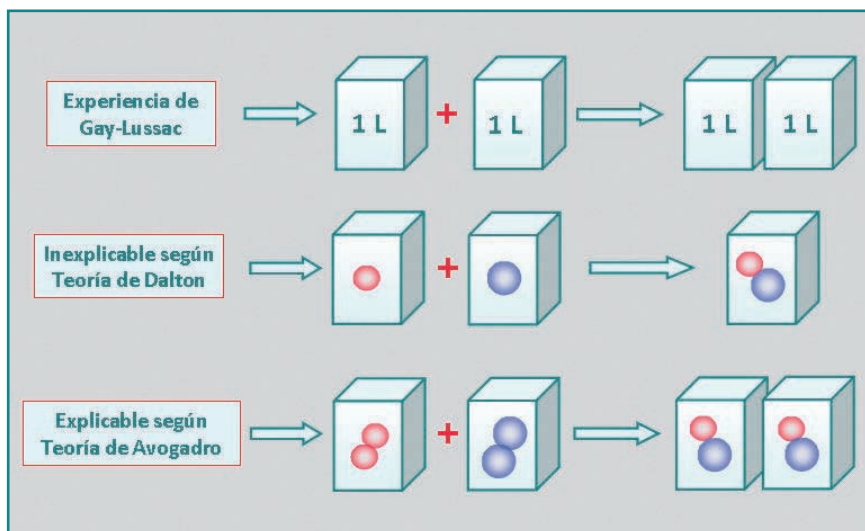 Experiencia de
Gay-Lussac
1 L
+
1 L
1 L
1 L
Inexplicable según
Teoría de Dalton
+
Explicable según
Teoría de Avogadro
+